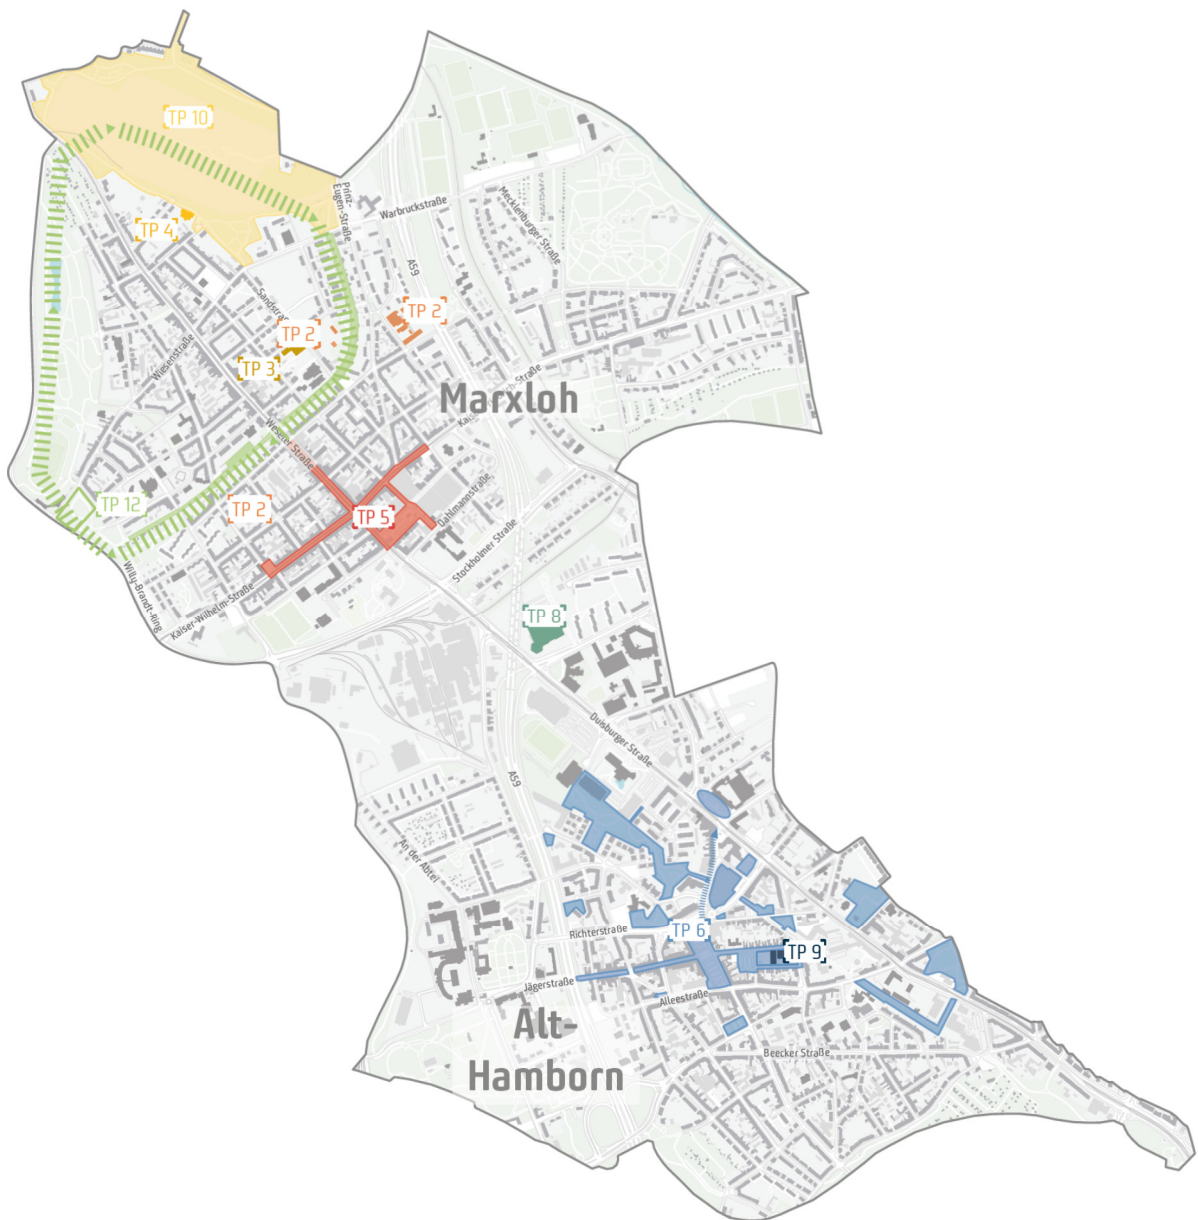 TP 10
Prinz-
Eugen-Straße
Warbruckstraße
Mecklenburger Straße
TP 4
A59
Sandstraße
TP 2
TP 2
Wiesenstraße
TP 3
Marxloh
Weseler Straße
Dahlmannstraße
TP 12
TP 2
TP 5
Stockholmer Straße
Willy-Brandt-Ring
Kaiser-Wilhelm-Straße
TP 8
Duisburger Straße
A59
An der Abtei
Richterstraße
TP 6
TP 9
Jägerstraße
Alleestraße
Alt-
Hamborn
Beecker Straße